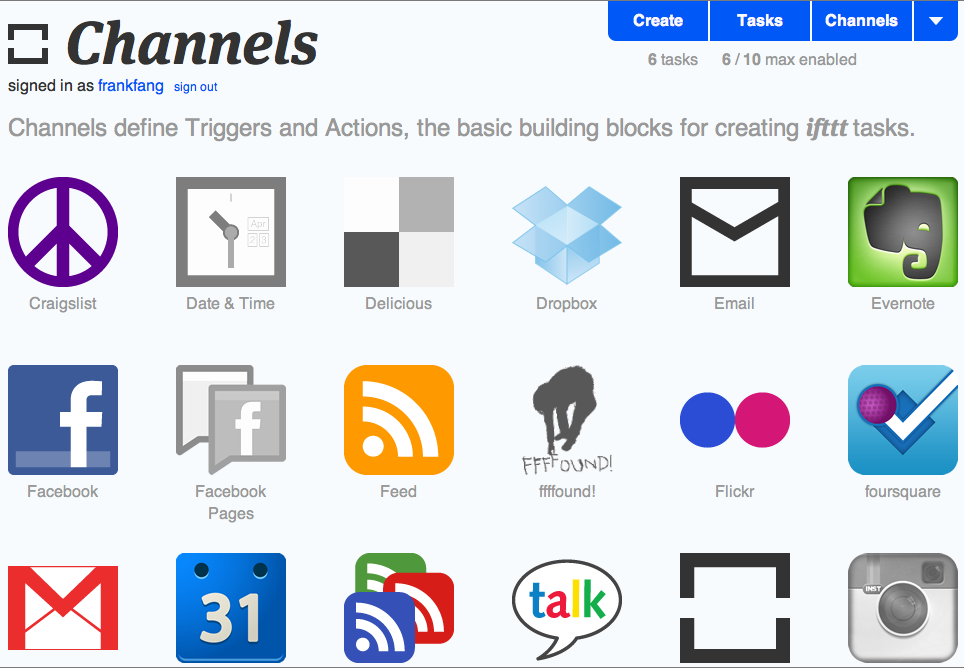 Channels
Create Tasks Channels
6 tasks 6 / 10 max enabled
signed in as frankfang sign out
Channels define Triggers and Actions, the basic building blocks for creating ifttt tasks.
Apr
23
Craigslist Date & Time Delicious Dropbox Email Evernote
f f
FFFFOUND!
Facebook Facebook Feed ffffound! Flickr foursquare
Pages
31 talk INST